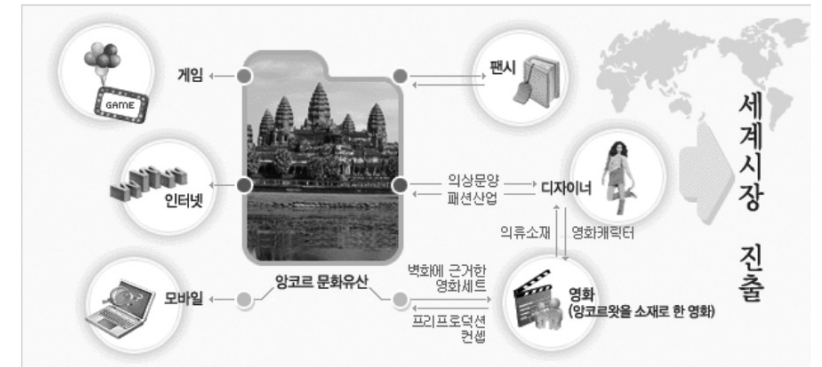 게임
GAME
팬시
인터넷
의상문양
패션산업
디자이너
의류소재
영화캐릭터
모바일
앙코르 문화유산
벽화에 근거한
영화세트
프리프로덕션
컨셉
영화
(앙코르왓을 소재로 한 영화)
세계시장 진출